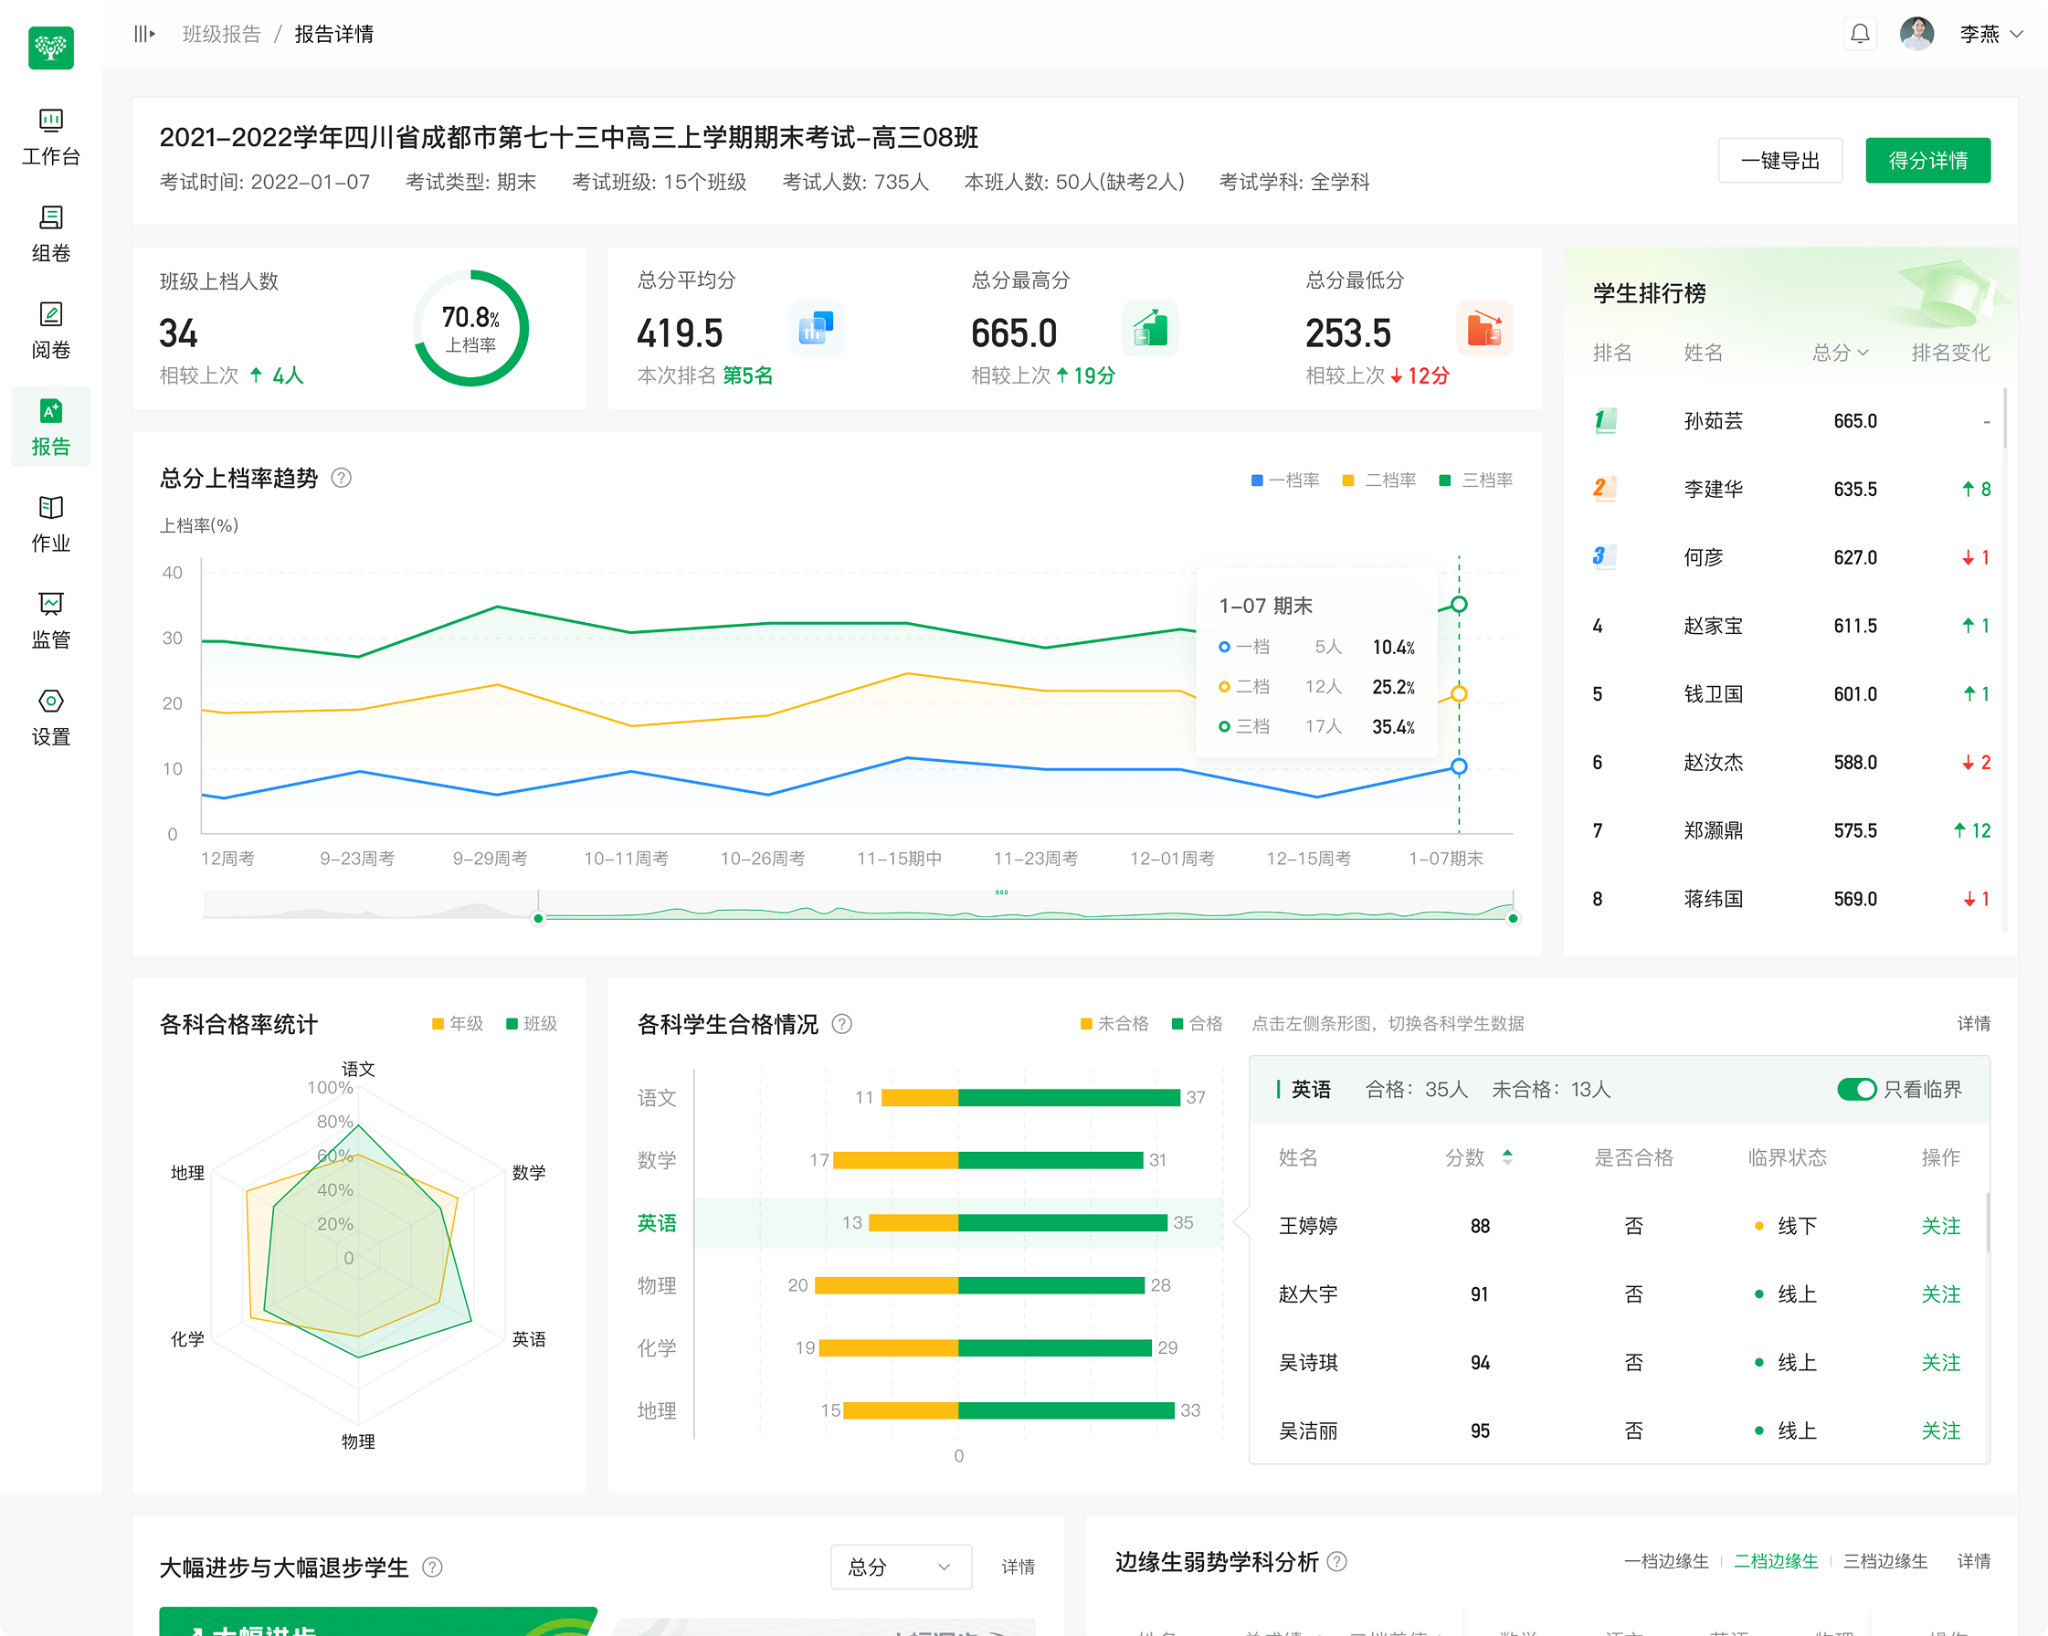 班级报告 / 报告详情
李燕
工作台
组卷
阅卷
报告
作业
监管
设置
2021-2022学年四川省成都市第七十三中高三上学期期末考试-高三08班
考试时间: 2022-01-07 考试类型: 期末 考试班级: 15个班级 考试人数: 735人 本班人数: 50人(缺考2人) 考试学科: 全学科
一键导出
得分详情
班级上档人数
34
相较上次 ↑ 4人
70.8%
上档率
总分平均分
419.5
本次排名 第5名
总分最高分
665.0
相较上次 ↑ 19分
总分最低分
253.5
相较上次 ↓ 12分
学生排行榜
排名 姓名 总分 排名变化
1 孙茹芸 665.0 -
2 李建华 635.5 ↑ 8
3 何彦 627.0 ↓ 1
4 赵家宝 611.5 ↑ 1
5 钱卫国 601.0 ↑ 1
6 赵汝杰 588.0 ↓ 2
7 郑灏鼎 575.5 ↑ 12
8 蒋纬国 569.0 ↓ 1
总分上档率趋势 ?
一档率 二档率 三档率
上档率(%)
40
30
20
10
0
1-07 期末
一档 5人 10.4%
二档 12人 25.2%
三档 17人 35.4%
12周考 9-23周考 9-29周考 10-11周考 10-26周考 11-15期中 11-23周考 12-01周考 12-15周考 1-07期末
各科合格率统计
年级 班级
语文
100%
80%
60%
40%
20%
0
地理
数学
化学
英语
物理
各科学生合格情况 ?
未合格 合格
点击左侧条形图，切换各科学生数据
详情
语文 11 37
数学 17 31
英语 13 35
物理 20 28
化学 19 29
地理 15 33
0
英语 合格：35人 未合格：13人
只看临界
姓名 分数 是否合格 临界状态 操作
王婷婷 88 否 线下 关注
赵大宇 91 否 线上 关注
吴诗琪 94 否 线上 关注
吴洁丽 95 否 线上 关注
大幅进步与大幅退步学生 ?
总分
详情
大幅进步
边缘生弱势学科分析 ?
一档边缘生 二档边缘生 三档边缘生 详情